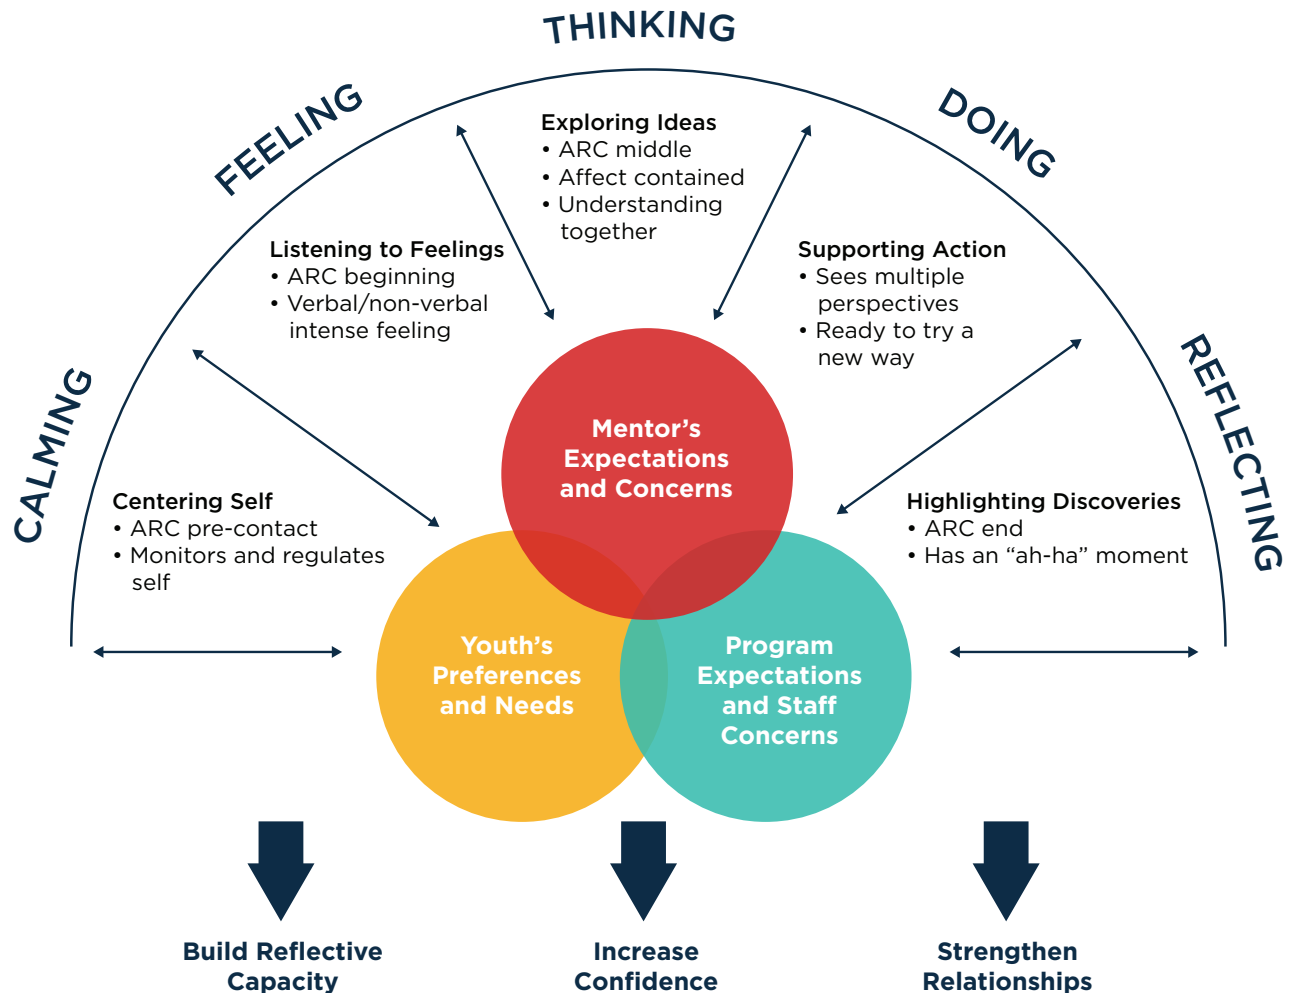 THINKING
FEELING
DOING
CALMING
REFLECTING
Exploring Ideas
• ARC middle
• Affect contained
• Understanding
together
Listening to Feelings
• ARC beginning
• Verbal/non-verbal
intense feeling
Supporting Action
• Sees multiple
perspectives
• Ready to try a
new way
Centering Self
• ARC pre-contact
• Monitors and regulates
self
Highlighting Discoveries
• ARC end
• Has an “ah-ha” moment
Mentor’s
Expectations
and Concerns
Youth’s
Preferences
and Needs
Program
Expectations
and Staff
Concerns
Build Reflective
Capacity
Increase
Confidence
Strengthen
Relationships